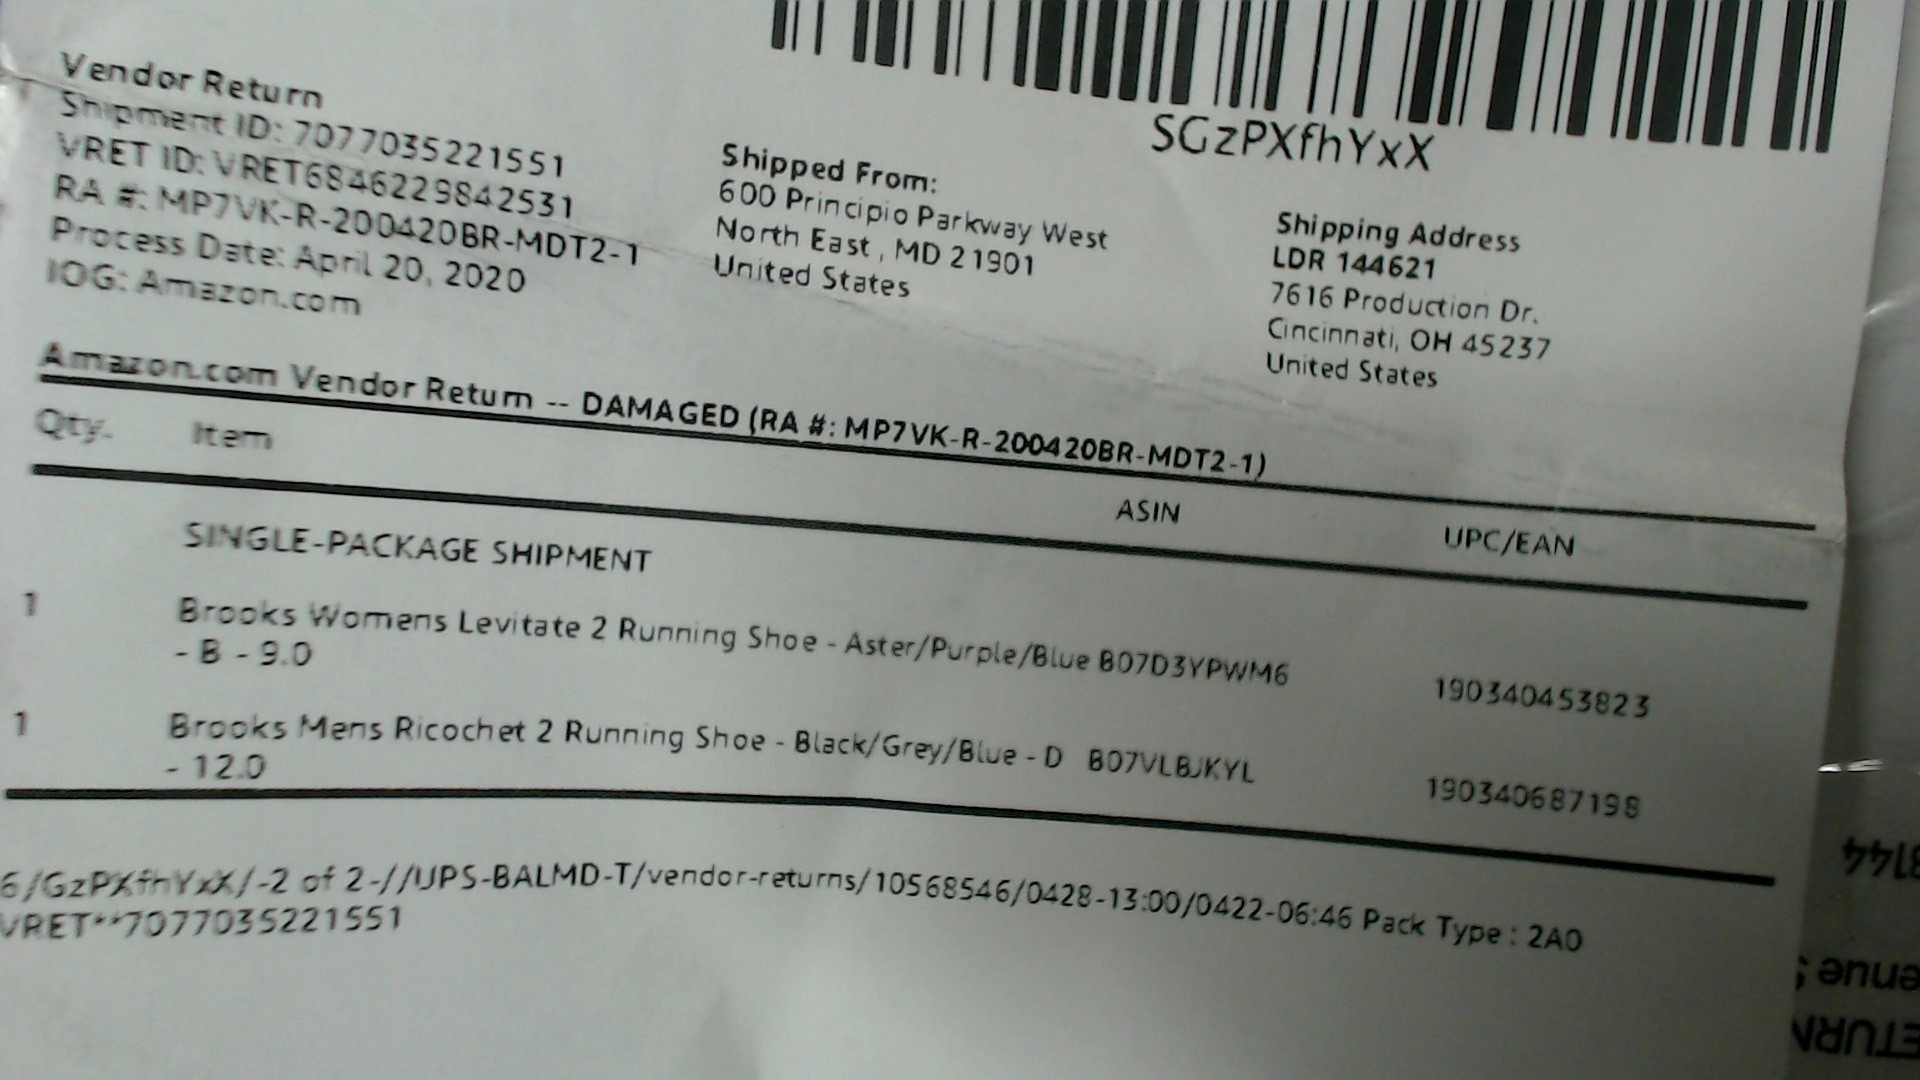 SGzPXfhYxX
Vendor Return
Shipment ID: 7077035221551
VRET ID: VRET6846229842531
RA #: MP7VK-R-200420BR-MDT2-1
Process Date: April 20, 2020
IOG: Amazon.com
Shipped From:
600 Principio Parkway West
North East , MD 21901
United States
Shipping Address
LDR 144621
7616 Production Dr.
Cincinnati, OH 45237
United States
Amazon.com Vendor Return -- DAMAGED (RA #: MP7VK-R-200420BR-MDT2-1)
Qty. Item ASIN UPC/EAN
SINGLE-PACKAGE SHIPMENT
1 Brooks Womens Levitate 2 Running Shoe - Aster/Purple/Blue B07D3YPWM6 190340453823
- B - 9.0
1 Brooks Mens Ricochet 2 Running Shoe - Black/Grey/Blue - D B07VLBJKYL 190340687198
- 12.0
6/GzPXfhYxX/-2 of 2-//UPS-BALMD-T/vendor-returns/10568546/0428-13:00/0422-06:46 Pack Type : 2A0
VRET**7077035221551